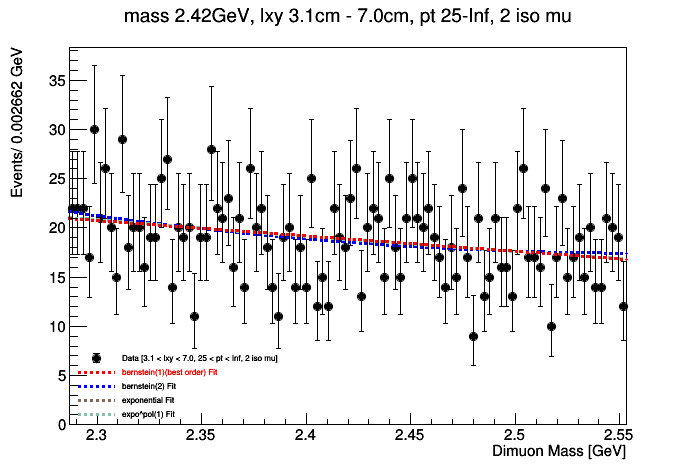 mass 2.42GeV, lxy 3.1cm - 7.0cm, pt 25-Inf, 2 iso mu
Events/ 0.002662 GeV
35
30
25
20
15
10
5
0
Data [3.1 < lxy < 7.0, 25 < pt < Inf, 2 iso mu]
bernstein(1)(best order) Fit
bernstein(2) Fit
exponential Fit
expo*pol(1) Fit
2.3 2.35 2.4 2.45 2.5 2.55
Dimuon Mass [GeV]